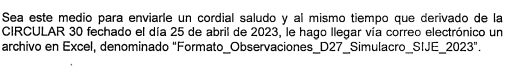 Sea este medio para enviarle un cordial saludo y al mismo tiempo que derivado de la
CIRCULAR 30 fechado el día 25 de abril de 2023, le hago llegar vía correo electrónico un
archivo en Excel, denominado "Formato_Observaciones_D27_Simulacro_SIJE_2023".